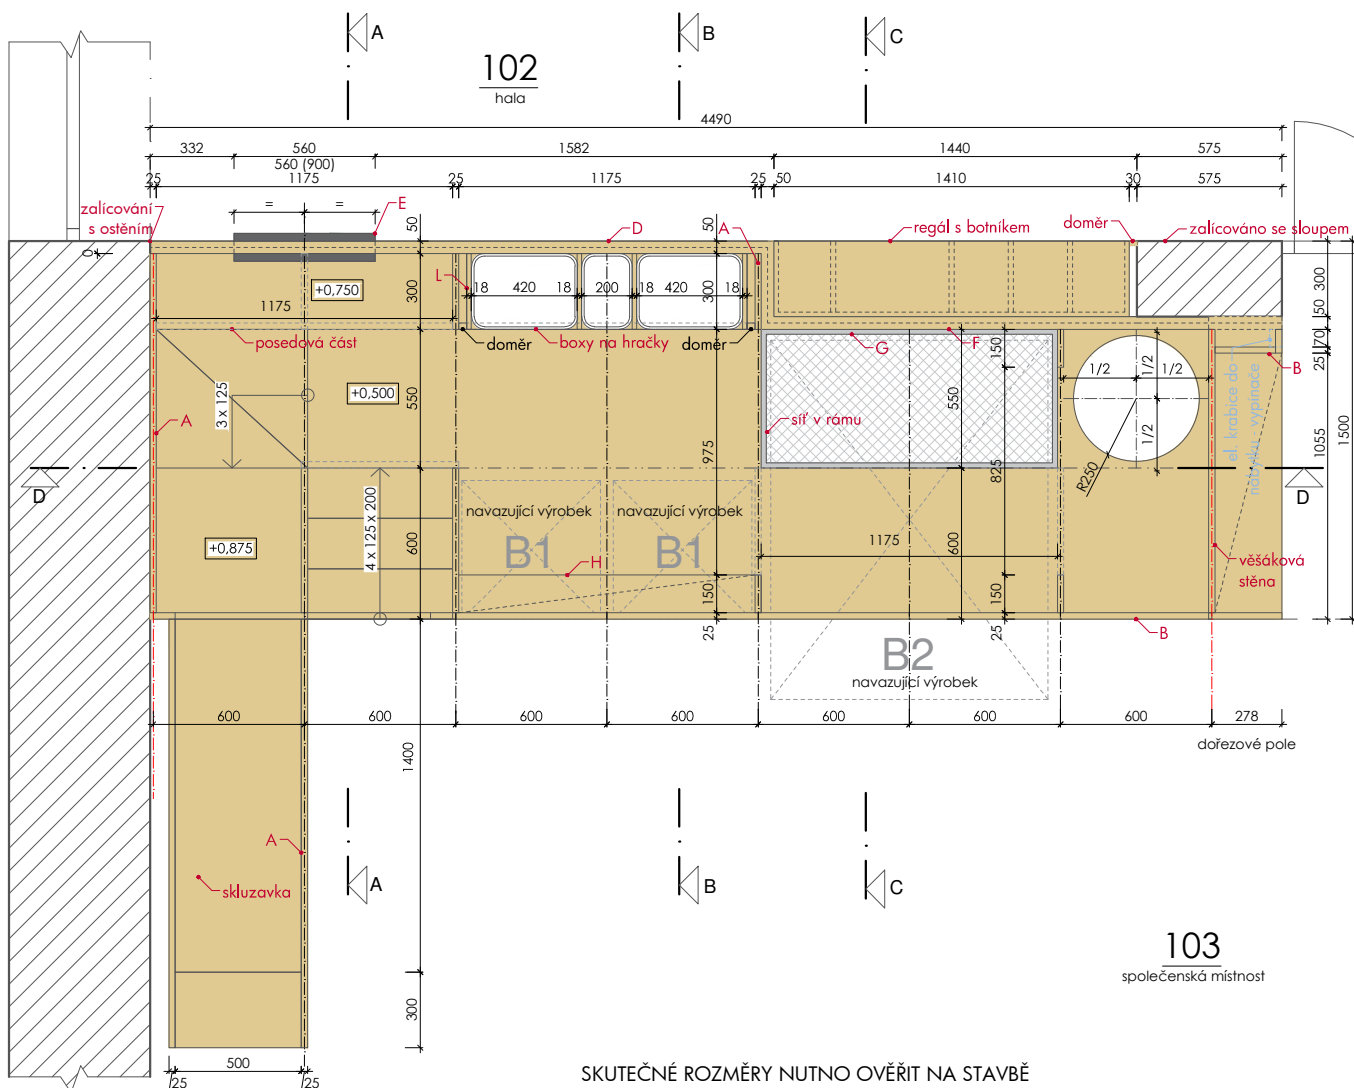 A
B
C
102
hala
4490
332
560
1582
1440
575
560 (900)
25
1175
25
1175
25
50
1410
30
575
zalícování
s ostěním
=
=
E
50
D
50
A
regál s botníkem
doměr
zalícováno se sloupem
0
L
+0,750
300
18
420
18
200
18
420
18
300
300
50
1175
posedová část
doměr
boxy na hračky
doměr
G
F
150
170
25
B
1/2
1/2
1/2
1/2
3 x 125
+0,500
550
550
A
síť v rámu
975
825
R250
el. krabice do
nábytku - vypínače
1055
1500
D
D
navazující výrobek
navazující výrobek
B1
B1
4 x 125 x 200
+0,875
600
1175
600
H
věšáková
stěna
150
150
25
25
B
B2
navazující výrobek
600
600
600
600
600
600
600
278
dořezové pole
1400
A
skluzavka
A
B
C
103
společenská místnost
300
500
25
25
SKUTEČNÉ ROZMĚRY NUTNO OVĚŘIT NA STAVBĚ